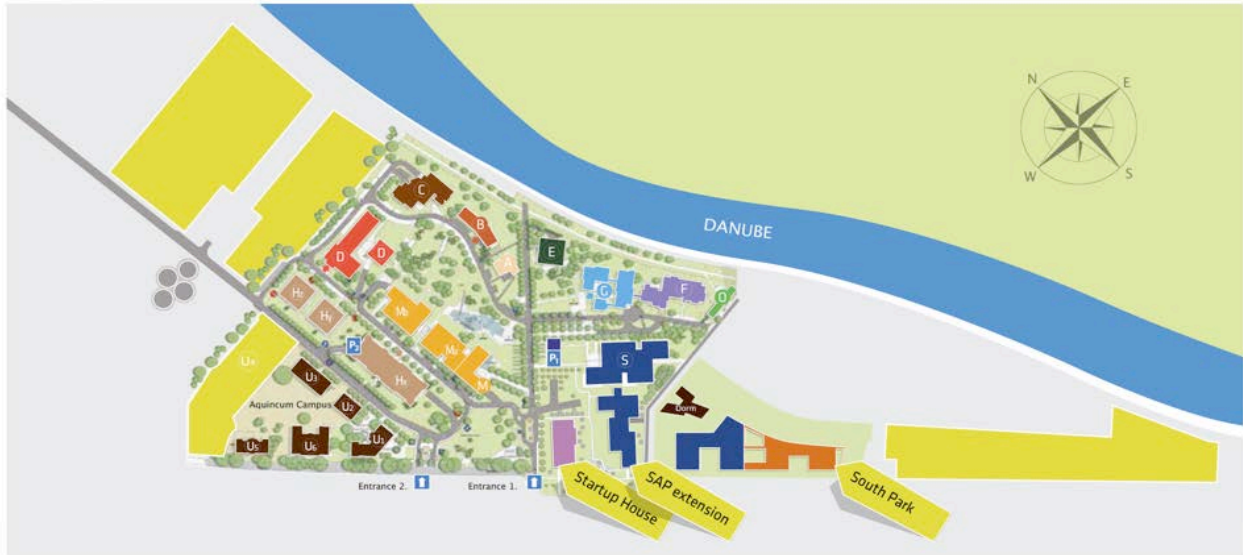 N
E
W
S
DANUBE
C
B
A
E
D
D
G
F
O
P₁
S
P₂
M
Dorm
U₄
U₃
Aquincum Campus
U₂
U₅
U₆
U₁
Entrance 2.
Entrance 1.
Startup House
SAP extension
South Park